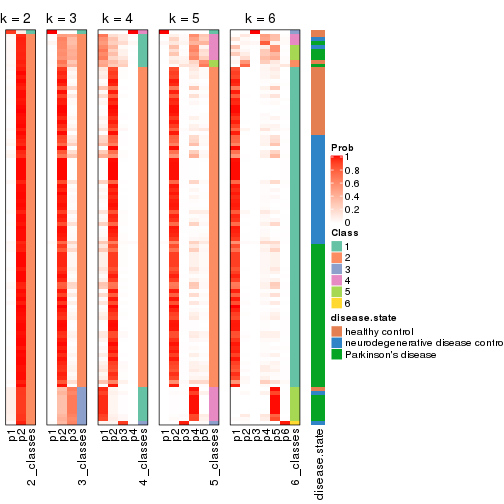 k = 2 k = 3 k = 4 k = 5 k = 6
Prob
1
0.8
0.6
0.4
0.2
0
Class
1
2
3
4
5
6
disease.state
healthy control
neurodegenerative disease contro
Parkinson's disease
p1 p2 2_classes p1 p2 p3 3_classes p1 p2 p3 p4 4_classes p1 p2 p3 p4 p5 5_classes p1 p2 p3 p4 p5 p6 6_classes disease.state